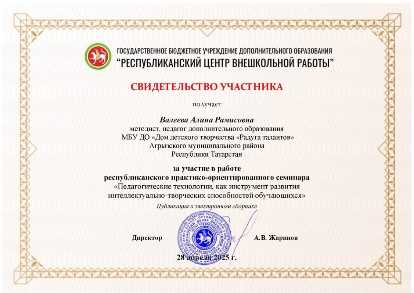 ГОСУДАРСТВЕННОЕ БЮДЖЕТНОЕ УЧРЕЖДЕНИЕ ДОПОЛНИТЕЛЬНОГО ОБРАЗОВАНИЯ
"РЕСПУБЛИКАНСКИЙ ЦЕНТР ВНЕШКОЛЬНОЙ РАБОТЫ"
СВИДЕТЕЛЬСТВО УЧАСТНИКА
получает
Валеева Алина Рамисовна
методист, педагог дополнительного образования
МБУ ДО «Дом детского творчества «Радуга талантов»
Агрызского муниципального района
Республики Татарстан
за участие в работе
республиканского практико-ориентированного семинара
«Педагогические технологии, как инструмент развития
интеллектуально-творческих способностей обучающихся»
Публикация в электронном сборнике
Директор
А.В. Жаринов
28 апреля 2025 г.